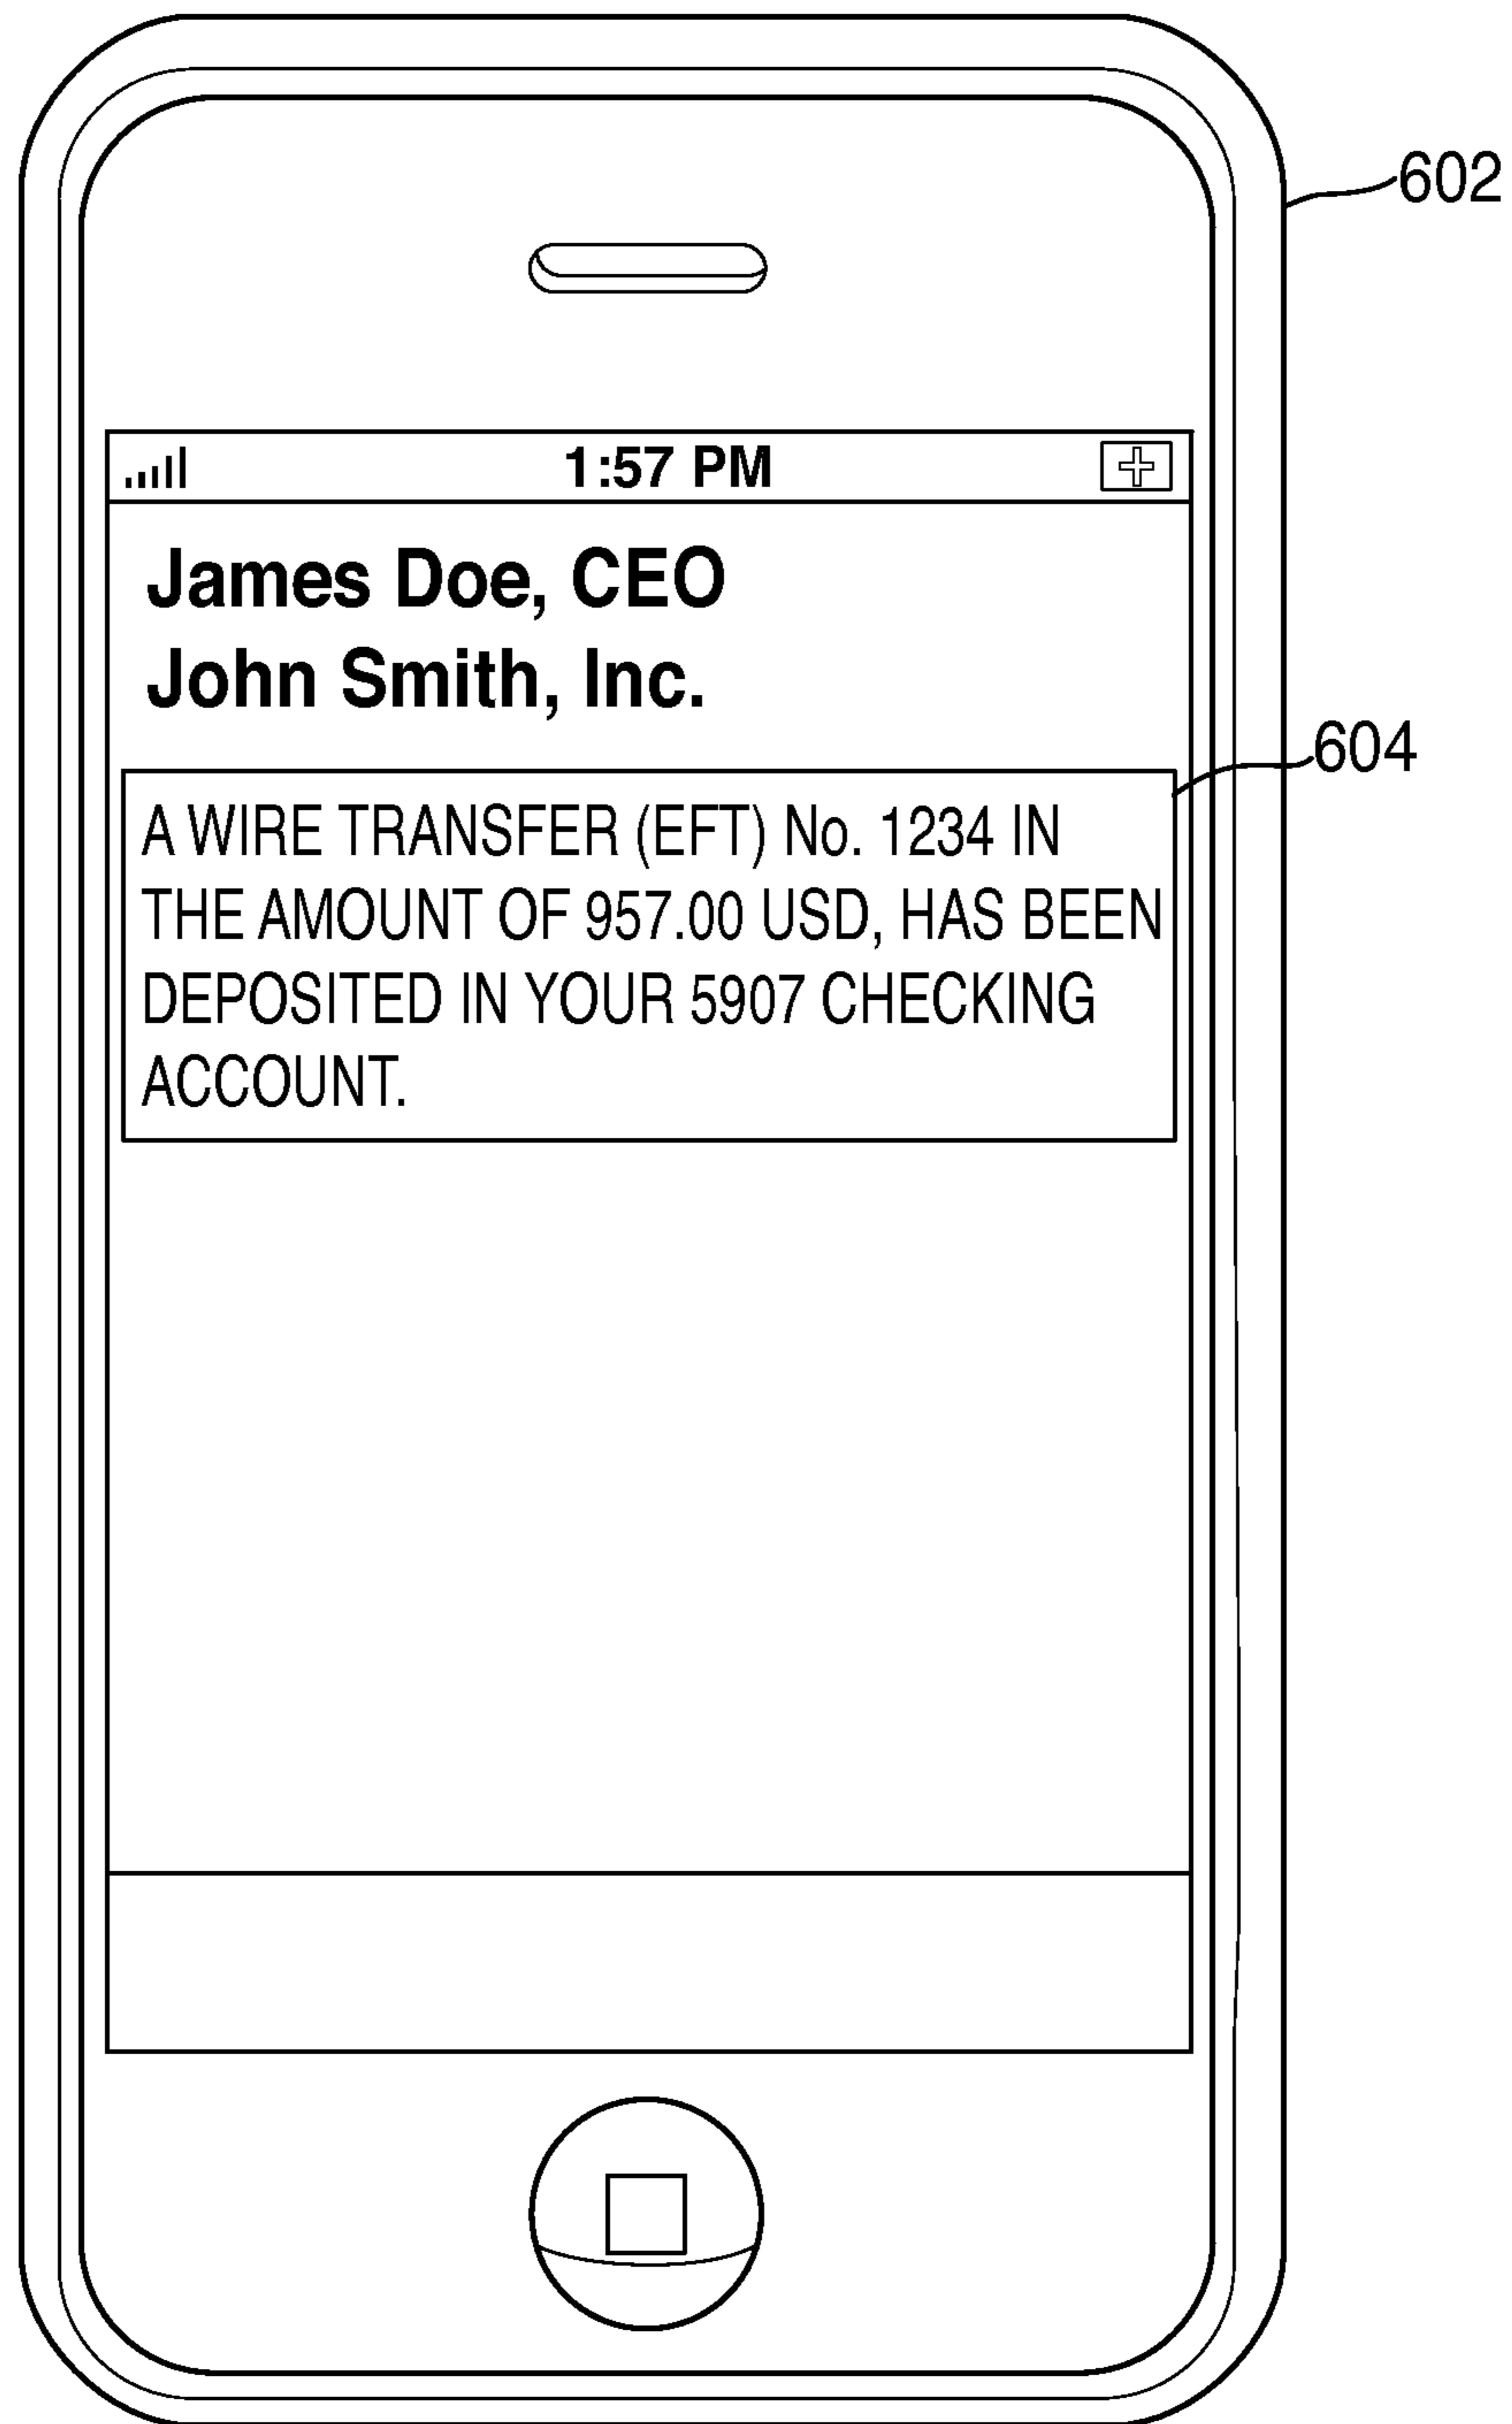 602
1:57 PM
James Doe, CEO
John Smith, Inc.
604
A WIRE TRANSFER (EFT) No. 1234 IN
THE AMOUNT OF 957.00 USD, HAS BEEN
DEPOSITED IN YOUR 5907 CHECKING
ACCOUNT.